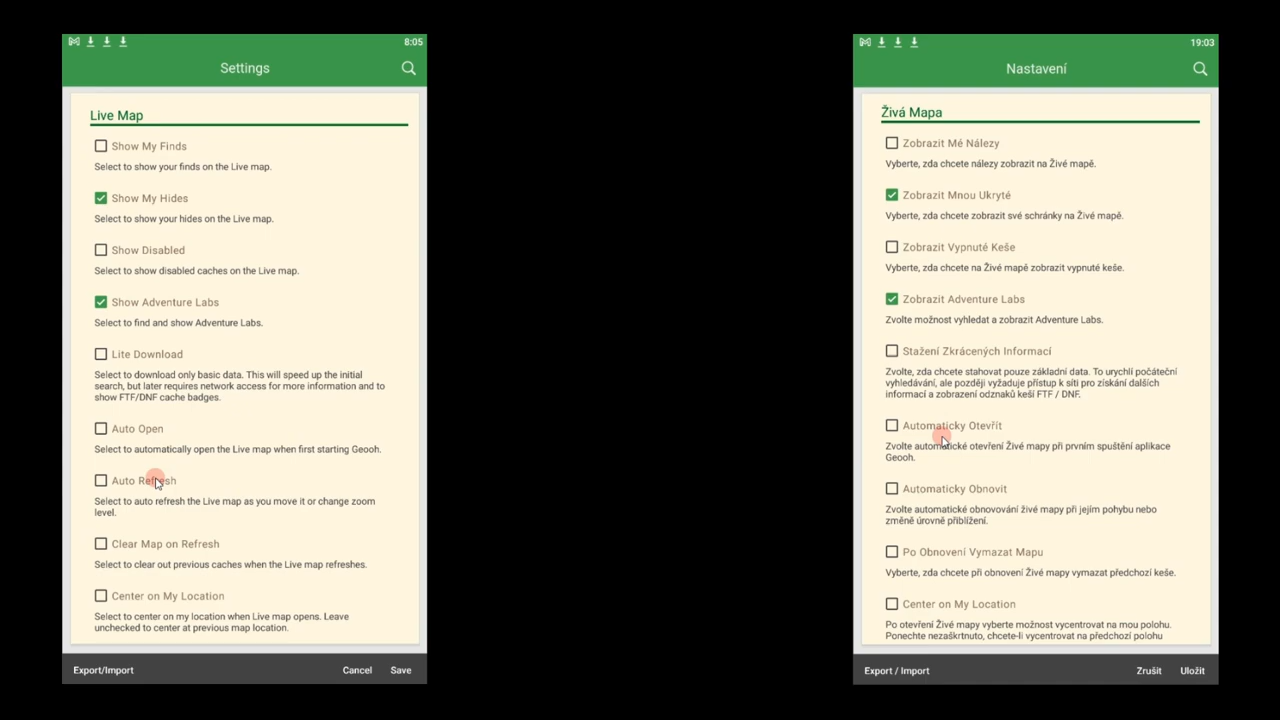 8:05
Settings
Live Map
Show My Finds
Select to show your finds on the Live map.
Show My Hides
Select to show your hides on the Live map.
Show Disabled
Select to show disabled caches on the Live map.
Show Adventure Labs
Select to find and show Adventure Labs.
Lite Download
Select to download only basic data. This will speed up the initial
search, but later requires network access for more information and to
show FTF/DNF cache badges.
Auto Open
Select to automatically open the Live map when first starting Geooh.
Auto Refresh
Select to auto refresh the Live map as you move it or change zoom
level.
Clear Map on Refresh
Select to clear out previous caches when the Live map refreshes.
Center on My Location
Select to center on my location when Live map opens. Leave
unchecked to center at previous map location.
Export/Import
Cancel
Save
19:03
Nastavení
Živá Mapa
Zobrazit Mé Nálezy
Vyberte, zda chcete nálezy zobrazit na Živé mapě.
Zobrazit Mnou Ukryté
Vyberte, zda chcete zobrazit své schránky na Živé mapě.
Zobrazit Vypnuté Keše
Vyberte, zda chcete na Živé mapě zobrazit vypnuté keše.
Zobrazit Adventure Labs
Zvolte možnost vyhledat a zobrazit Adventure Labs.
Stažení Zkrácených Informací
Zvolte, zda chcete stahovat pouze základní data. To urychlí počáteční
vyhledávání, ale později vyžaduje přístup k síti pro získání dalších
informací a zobrazení odznaků keší FTF / DNF.
Automaticky Otevřít
Zvolte automatické otevření Živé mapy při prvním spuštění aplikace
Geooh.
Automaticky Obnovit
Zvolte automatické obnovování živé mapy při jejím pohybu nebo
změně úrovně přiblížení.
Po Obnovení Vymazat Mapu
Vyberte, zda chcete při obnovení Živé mapy vymazat předchozí keše.
Center on My Location
Po otevření Živé mapy vyberte možnost vycentrovat na mou polohu.
Ponechte nezaškrtnuto, chcete-li vycentrovat na předchozí polohu
Export / Import
Zrušit
Uložit